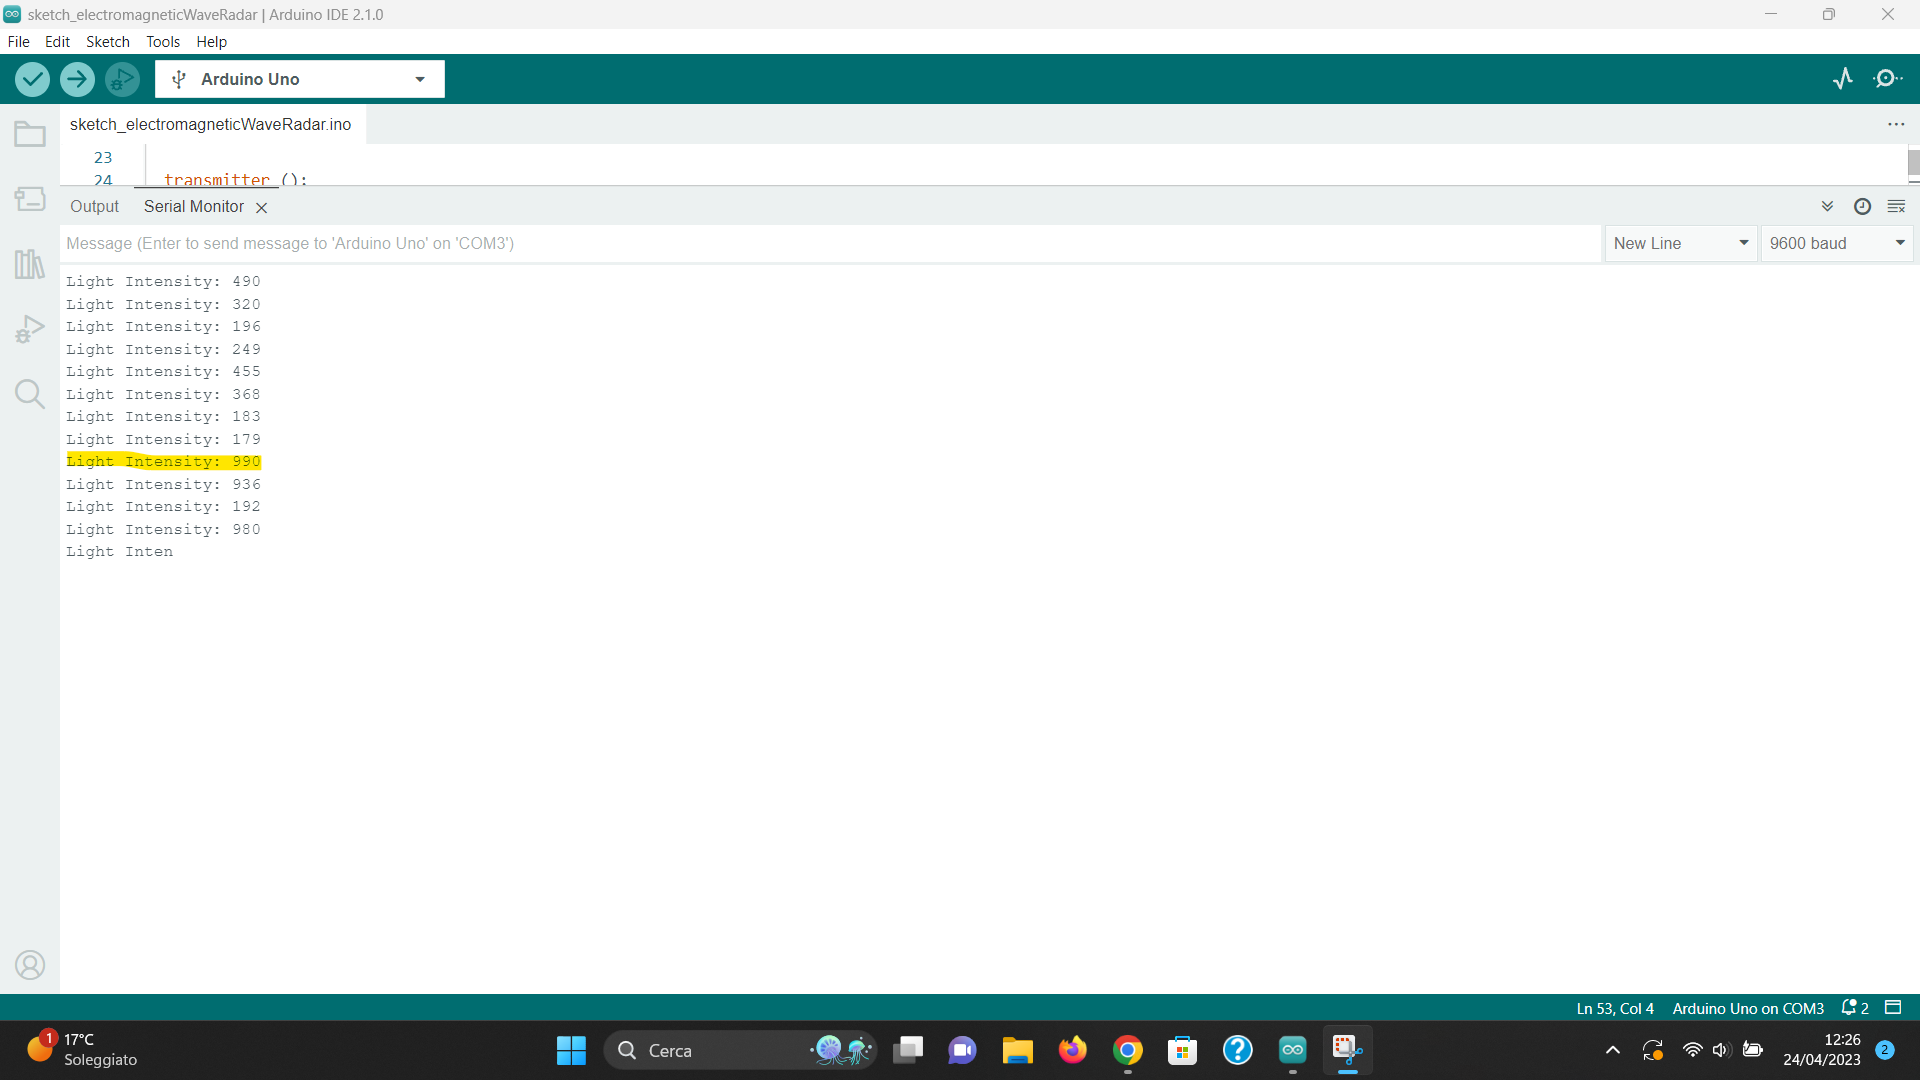 sketch_electromagneticWaveRadar | Arduino IDE 2.1.0
File Edit Sketch Tools Help
Arduino Uno
sketch_electromagneticWaveRadar.ino
23
24 transmitter ();
Output Serial Monitor
Message (Enter to send message to 'Arduino Uno' on 'COM3') New Line 9600 baud
Light Intensity: 490
Light Intensity: 320
Light Intensity: 196
Light Intensity: 249
Light Intensity: 455
Light Intensity: 368
Light Intensity: 183
Light Intensity: 179
Light Intensity: 990
Light Intensity: 936
Light Intensity: 192
Light Intensity: 980
Light Inten
Ln 53, Col 4 Arduino Uno on COM3 2
1 17°C
Soleggiato
Cerca
12:26
24/04/2023
2